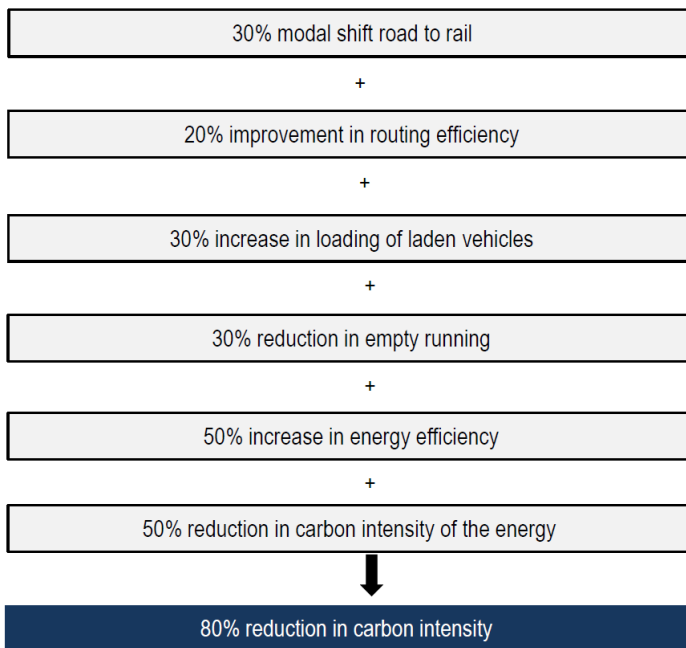 30% modal shift road to rail
+
20% improvement in routing efficiency
+
30% increase in loading of laden vehicles
+
30% reduction in empty running
+
50% increase in energy efficiency
+
50% reduction in carbon intensity of the energy
80% reduction in carbon intensity